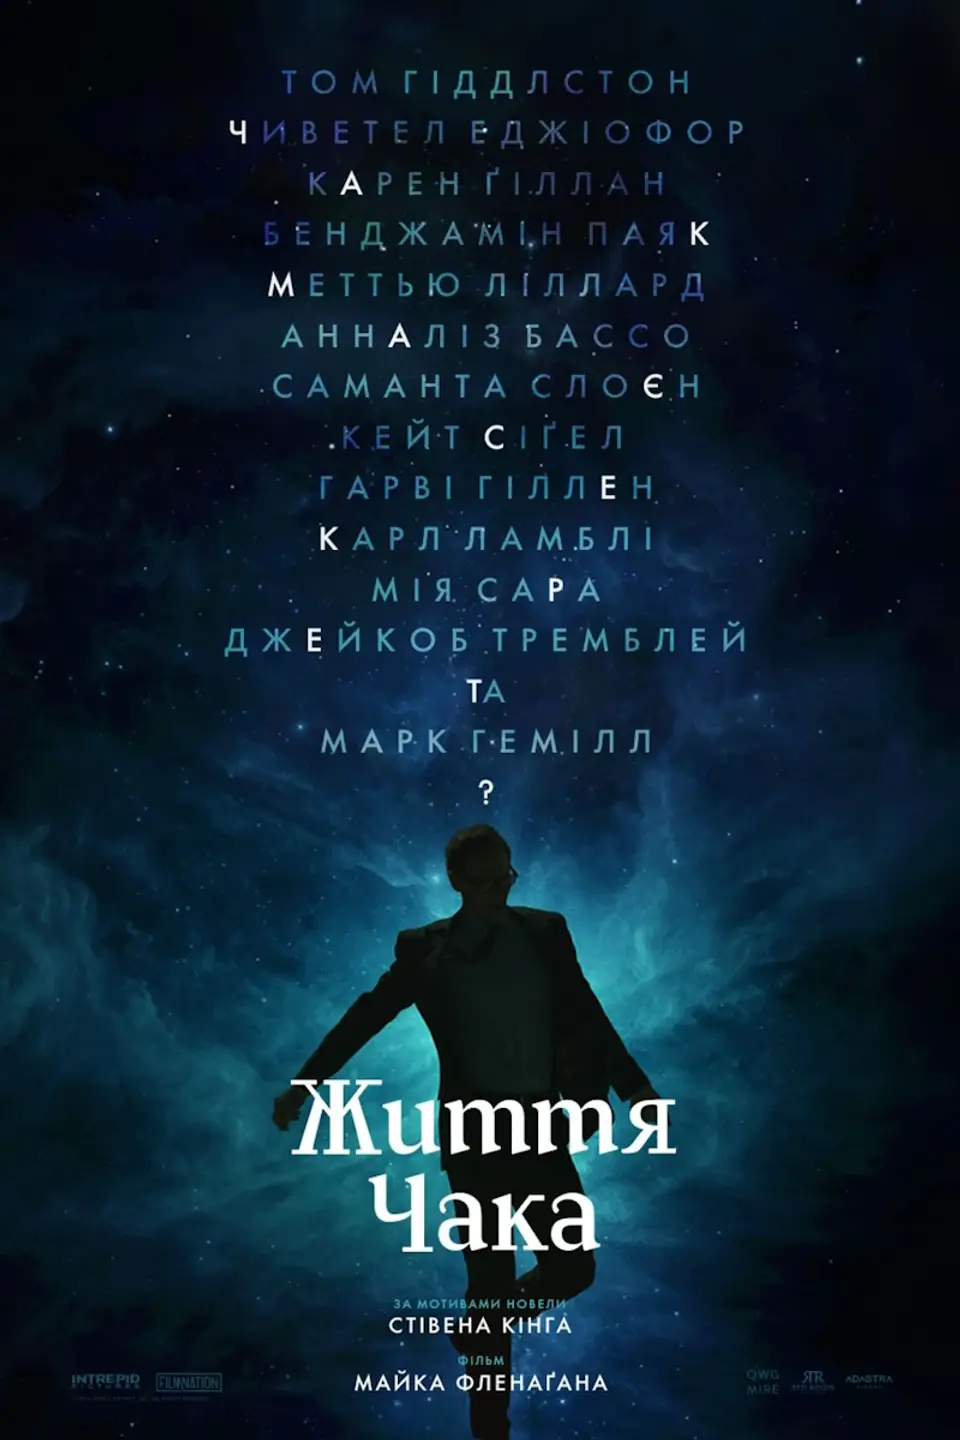 ТОМ ГІДДЛСТОН
ЧИВЕТЕЛ ЕДЖІОФОР
КАРЕН ҐІЛЛАН
БЕНДЖАМІН ПАЯК
МЕТТЬЮ ЛІЛЛАРД
АННАЛІЗ БАССО
САМАНТА СЛОЄН
КЕЙТ СІҐЕЛ
ГАРВІ ГІЛЛЕН
КАРЛ ЛАМБЛІ
МІЯ САРА
ДЖЕЙКОБ ТРЕМБЛЕЙ
ТА
МАРК ГЕМІЛЛ
?
Життя
Чака
ЗА МОТИВАМИ НОВЕЛИ
СТІВЕНА КІНГА
ФІЛЬМ
МАЙКА ФЛЕНАҐАНА
INTREPID
PICTURES
FILMNATION
QWGMIRE
RED ROOM
ADASTRA